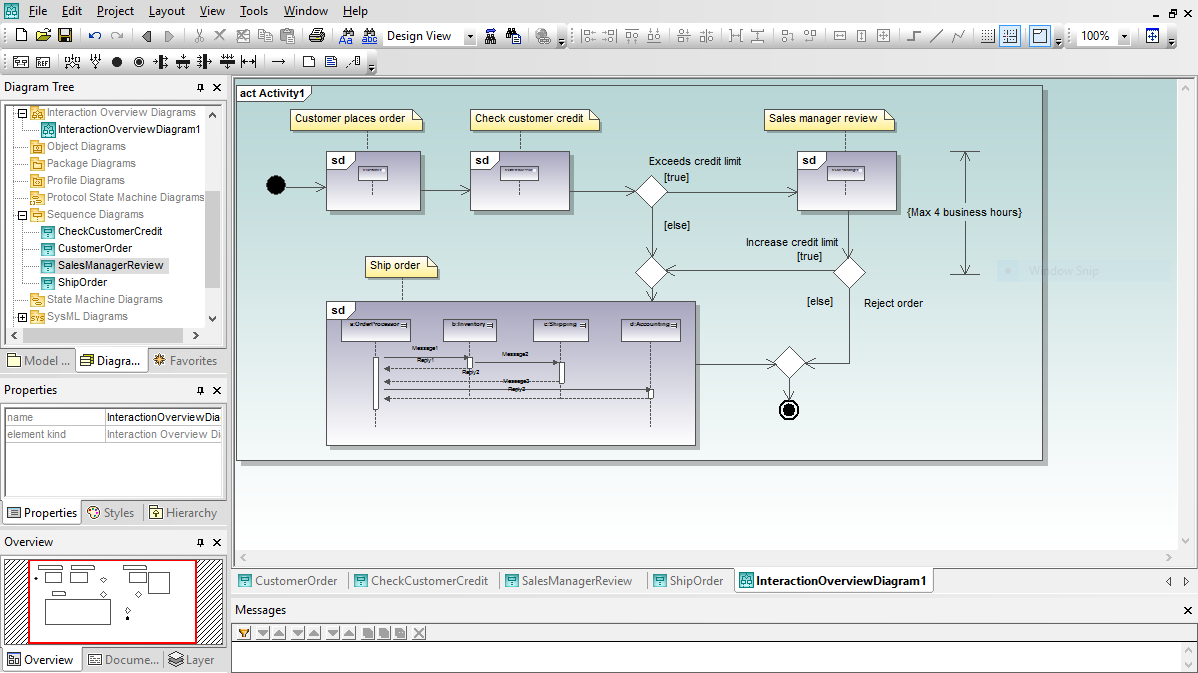 File Edit Project Layout View Tools Window Help
Design View
100%
REF
Diagram Tree
Interaction Overview Diagrams
InteractionOverviewDiagram1
Object Diagrams
Package Diagrams
Profile Diagrams
Protocol State Machine Diagrams
Sequence Diagrams
CheckCustomerCredit
CustomerOrder
SalesManagerReview
ShipOrder
State Machine Diagrams
SysML Diagrams
Model ... Diagra... Favorites
Properties
name InteractionOverviewDia
element kind Interaction Overview Di
Properties Styles Hierarchy
Overview
Overview Docume... Layer
act Activity1
Customer places order
Check customer credit
Sales manager review
sd
sd
sd
Exceeds credit limit
[true]
[else]
{Max 4 business hours}
Increase credit limit
[true]
[else]
Reject order
Window Snip
Ship order
sd
a:OrderProcessor b:Inventory c:Shipping d:Accounting
Message1
Reply1
Message2
Reply2
Message3
Reply3
CustomerOrder CheckCustomerCredit SalesManagerReview ShipOrder InteractionOverviewDiagram1
Messages